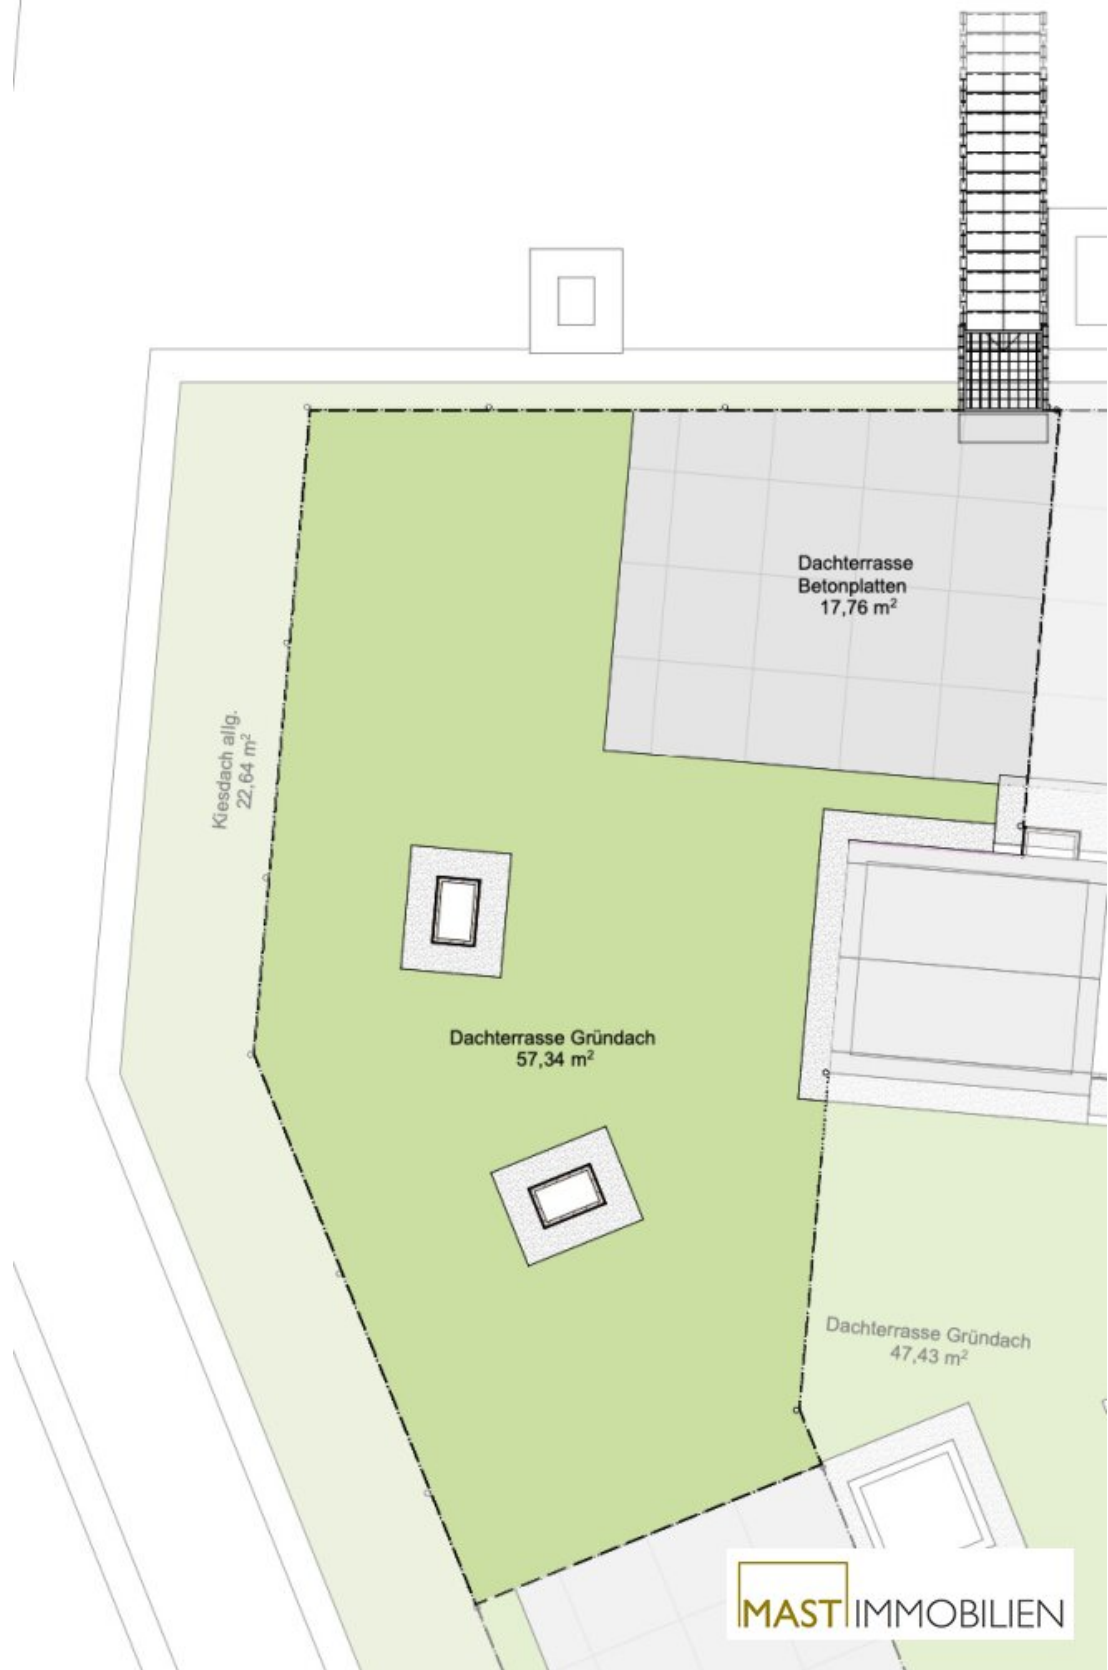 Dachterrasse
Betonplatten
17,76 m²
Kiesdach allg.
22,64 m²
Dachterrasse Gründach
57,34 m²
Dachterrasse Gründach
47,43 m²
MAST IMMOBILIEN